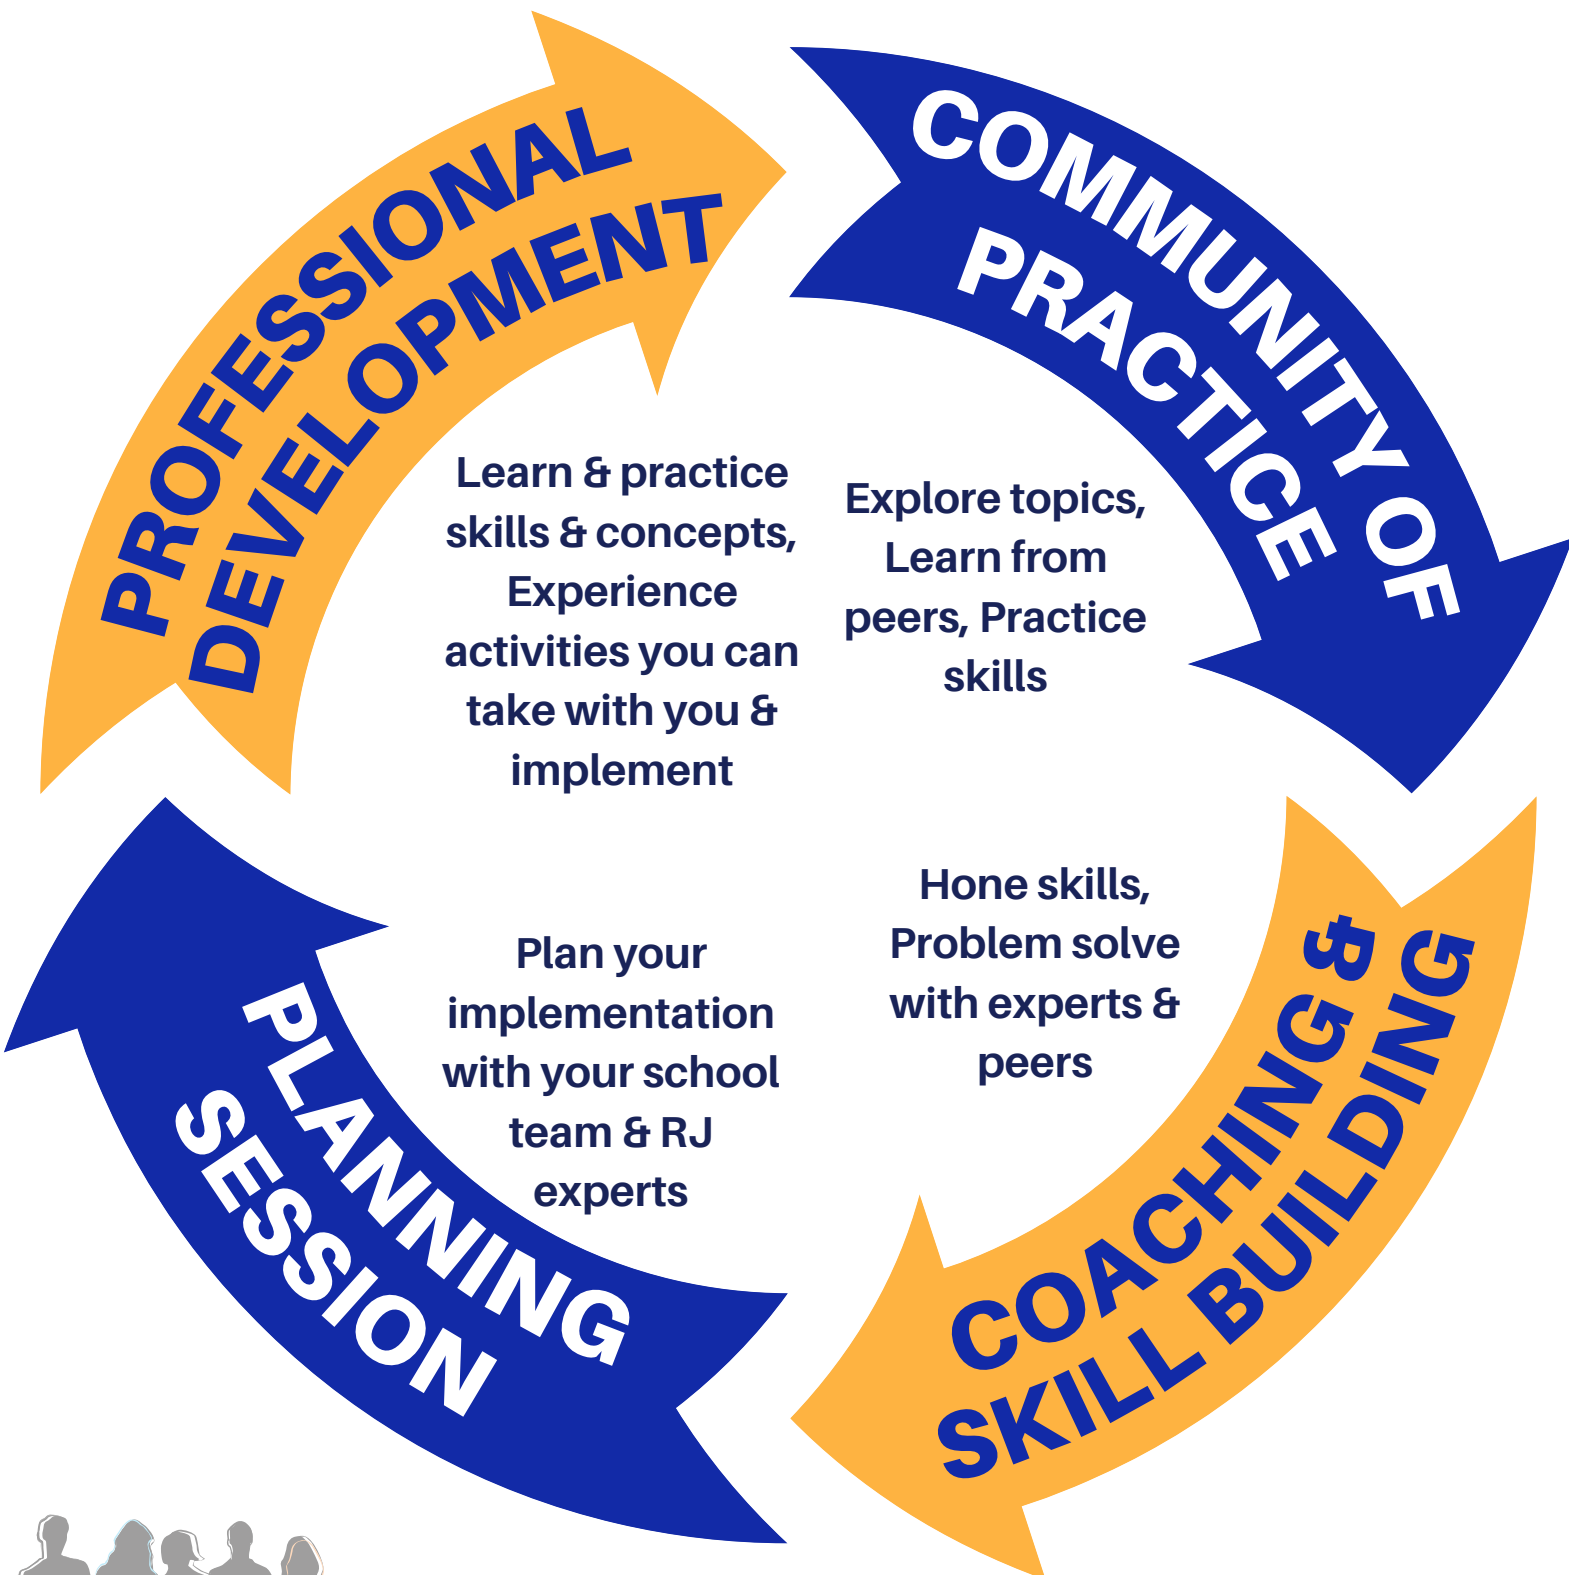 PROFESSIONAL
DEVELOPMENT
Learn & practice
skills & concepts,
Experience
activities you can
take with you &
implement
COMMUNITY OF
PRACTICE
Explore topics,
Learn from
peers, Practice
skills
COACHING &
SKILL BUILDING
Hone skills,
Problem solve
with experts &
peers
PLANNING
SESSION
Plan your
implementation
with your school
team & RJ
experts